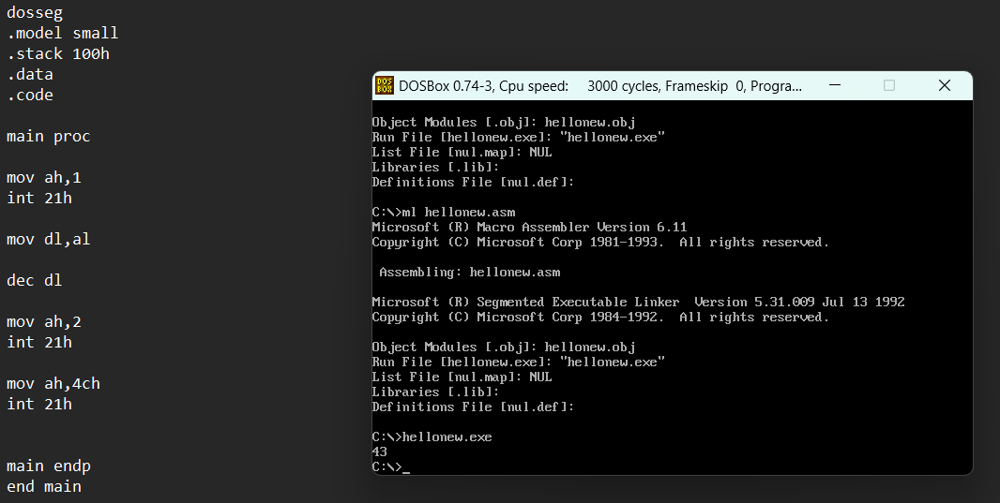 dosseg
.model small
.stack 100h
.data
.code
main proc
mov ah,1
int 21h
mov dl,al
dec dl
mov ah,2
int 21h
mov ah,4ch
int 21h
main endp
end main
DOS BOX
DOSBox 0.74-3, Cpu speed: 3000 cycles, Frameskip 0, Progra...
Object Modules [.obj]: hellonew.obj
Run File [hellonew.exe]: "hellonew.exe"
List File [nul.map]: NUL
Libraries [.lib]:
Definitions File [nul.def]:
C:\>ml hellonew.asm
Microsoft (R) Macro Assembler Version 6.11
Copyright (C) Microsoft Corp 1981-1993. All rights reserved.
Assembling: hellonew.asm
Microsoft (R) Segmented Executable Linker Version 5.31.009 Jul 13 1992
Copyright (C) Microsoft Corp 1984-1992. All rights reserved.
Object Modules [.obj]: hellonew.obj
Run File [hellonew.exe]: "hellonew.exe"
List File [nul.map]: NUL
Libraries [.lib]:
Definitions File [nul.def]:
C:\>hellonew.exe
43
C:\>_